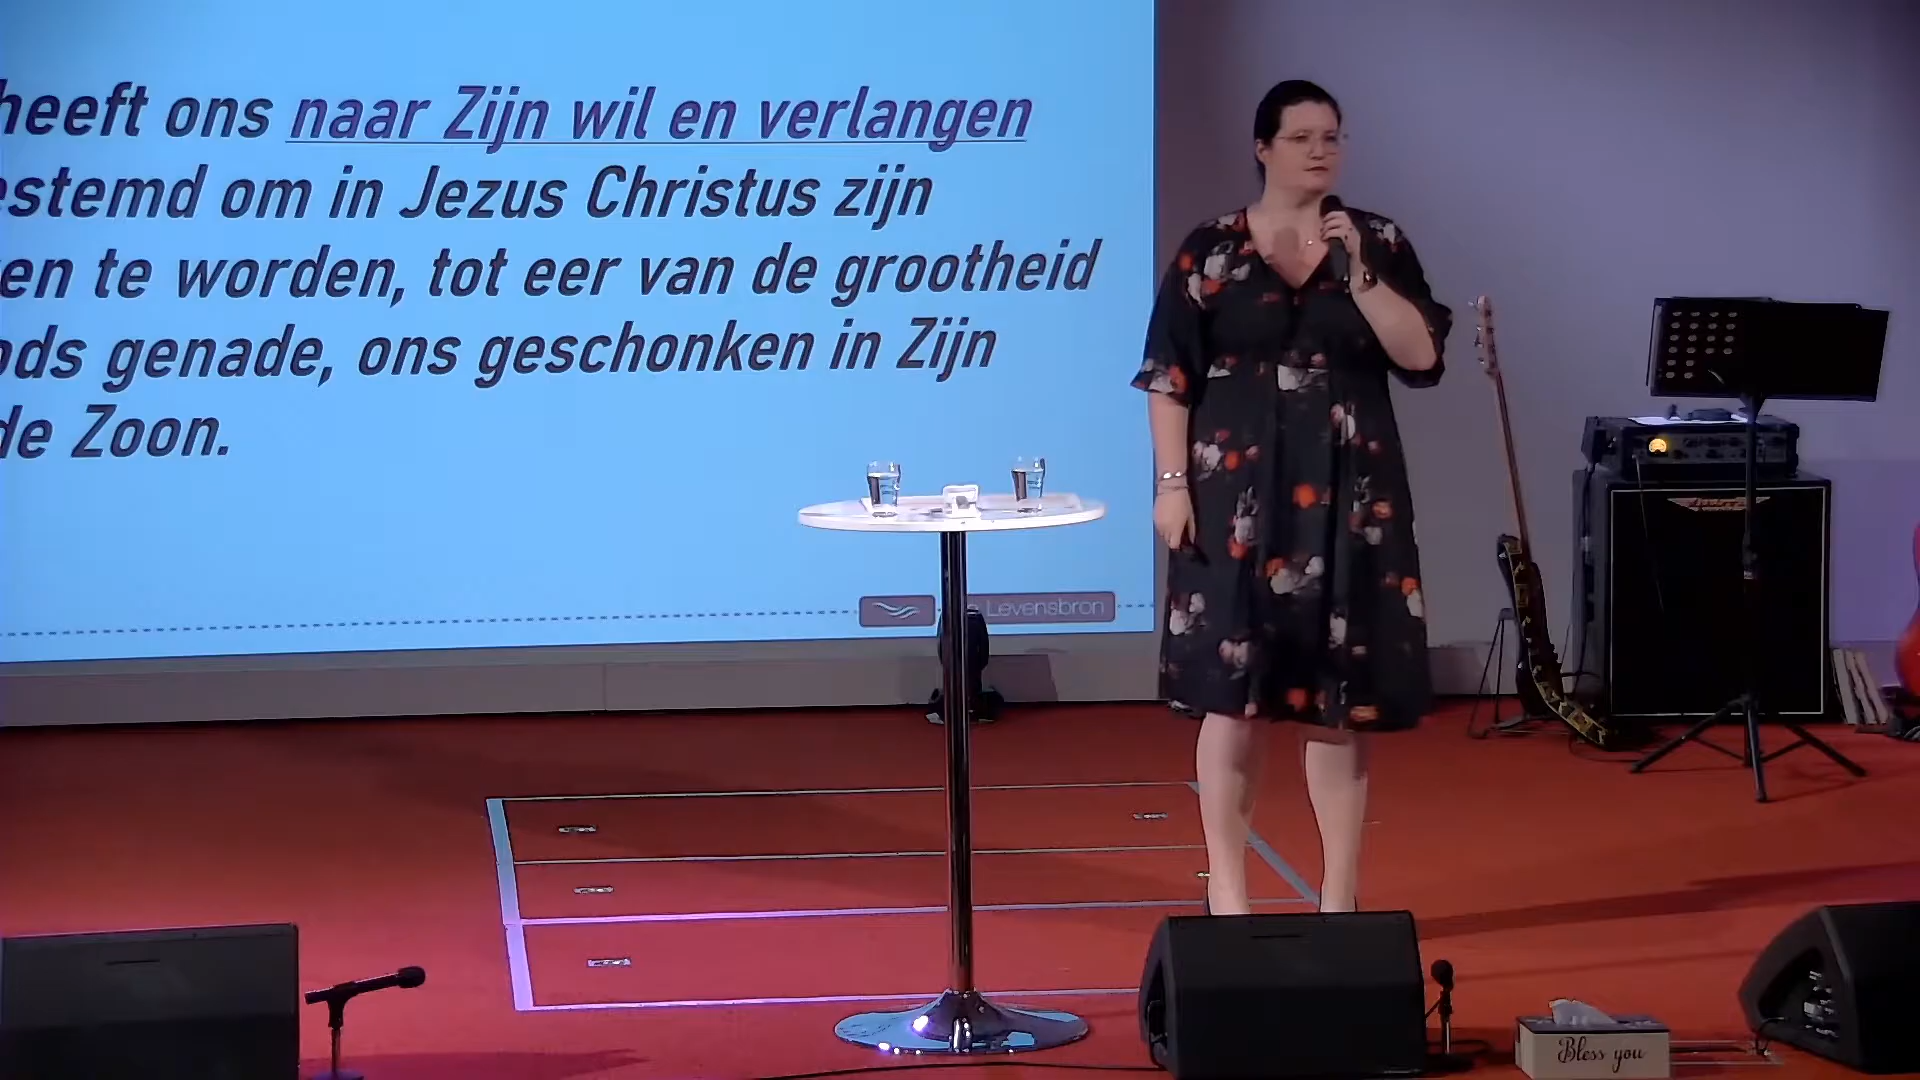 heeft ons naar Zijn wil en verlangen
estemd om in Jezus Christus zijn
en te worden, tot eer van de grootheid
ods genade, ons geschonken in Zijn
de Zoon.
Levensbron
Bless you